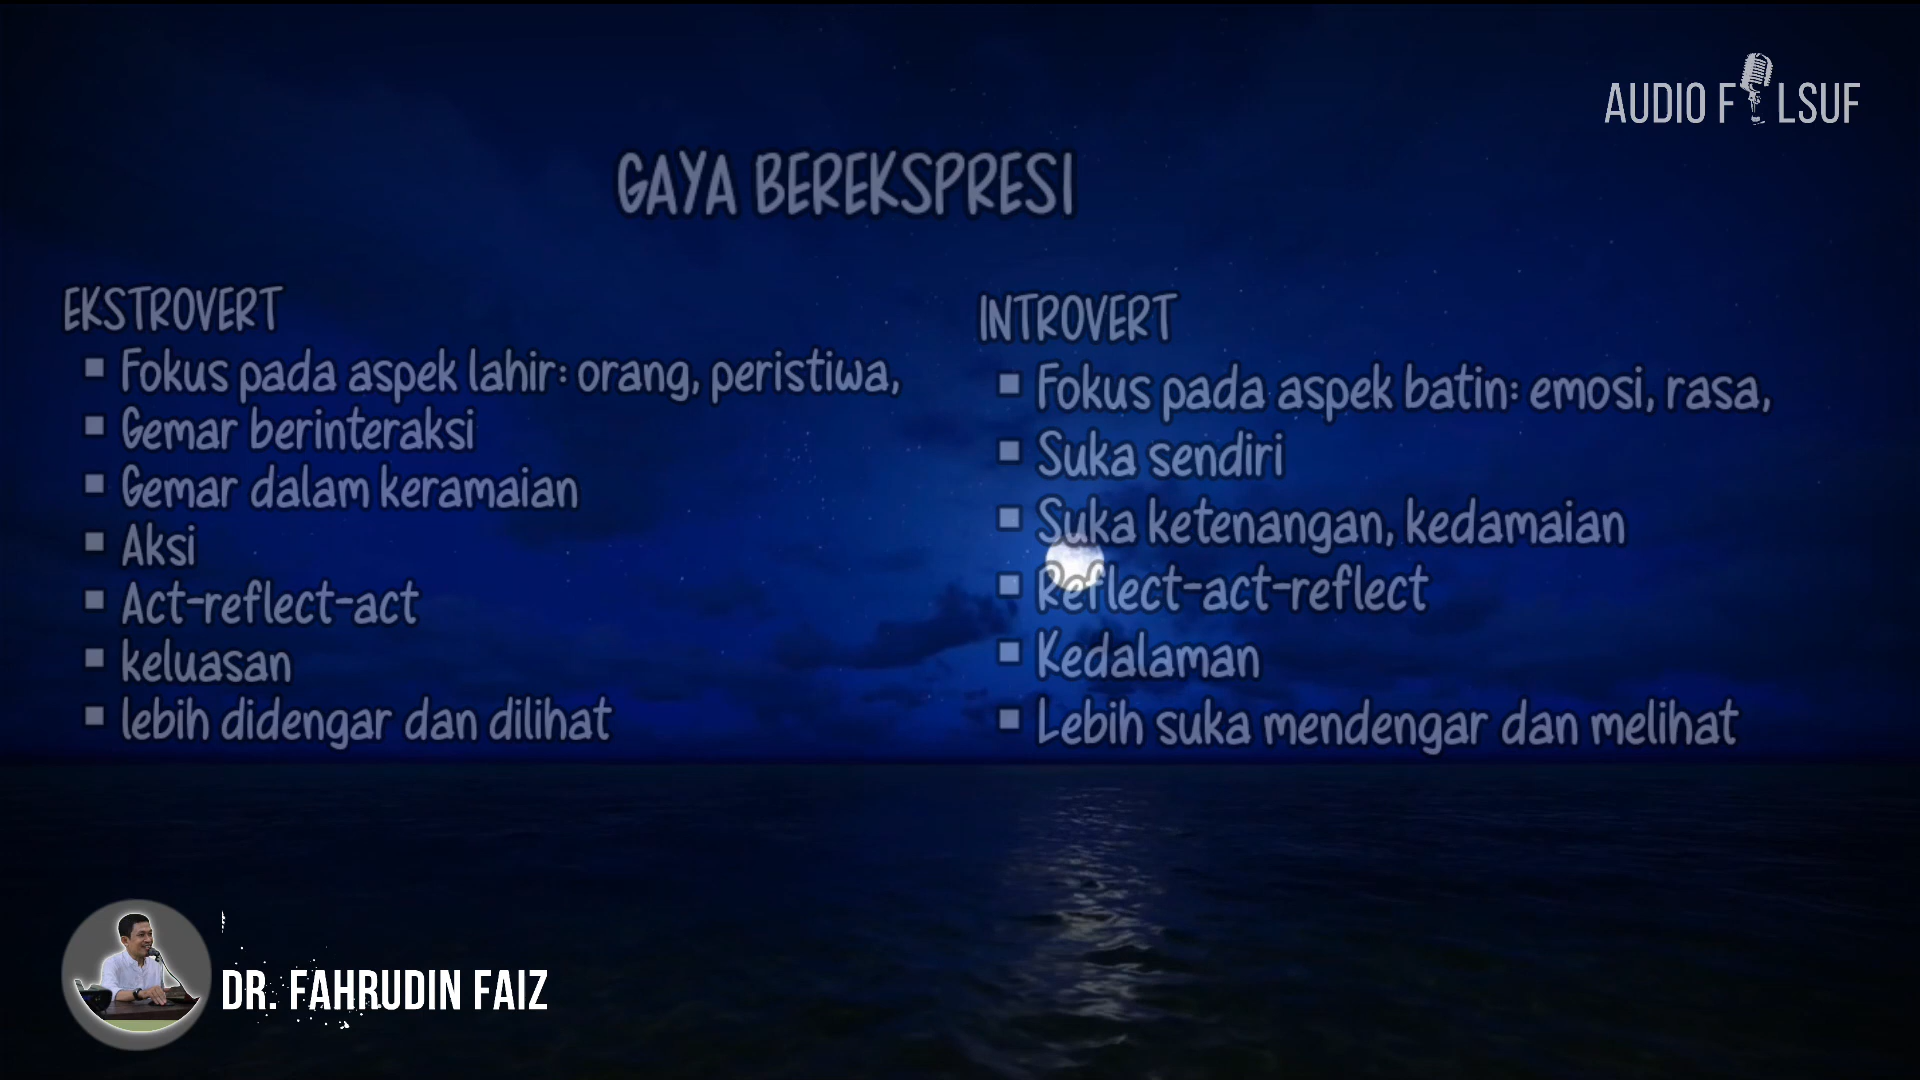 AUDIO FILSUF
GAYA BEREKSPRESI
EKSTROVERT
▪ Fokus pada aspek lahir: orang, peristiwa,
▪ Gemar berinteraksi
▪ Gemar dalam keramaian
▪ Aksi
▪ Act-reflect-act
▪ keluasan
▪ lebih didengar dan dilihat
INTROVERT
▪ Fokus pada aspek batin: emosi, rasa,
▪ Suka sendiri
▪ Suka ketenangan, kedamaian
▪ Reflect-act-reflect
▪ Kedalaman
▪ Lebih suka mendengar dan melihat
DR. FAHRUDIN FAIZ